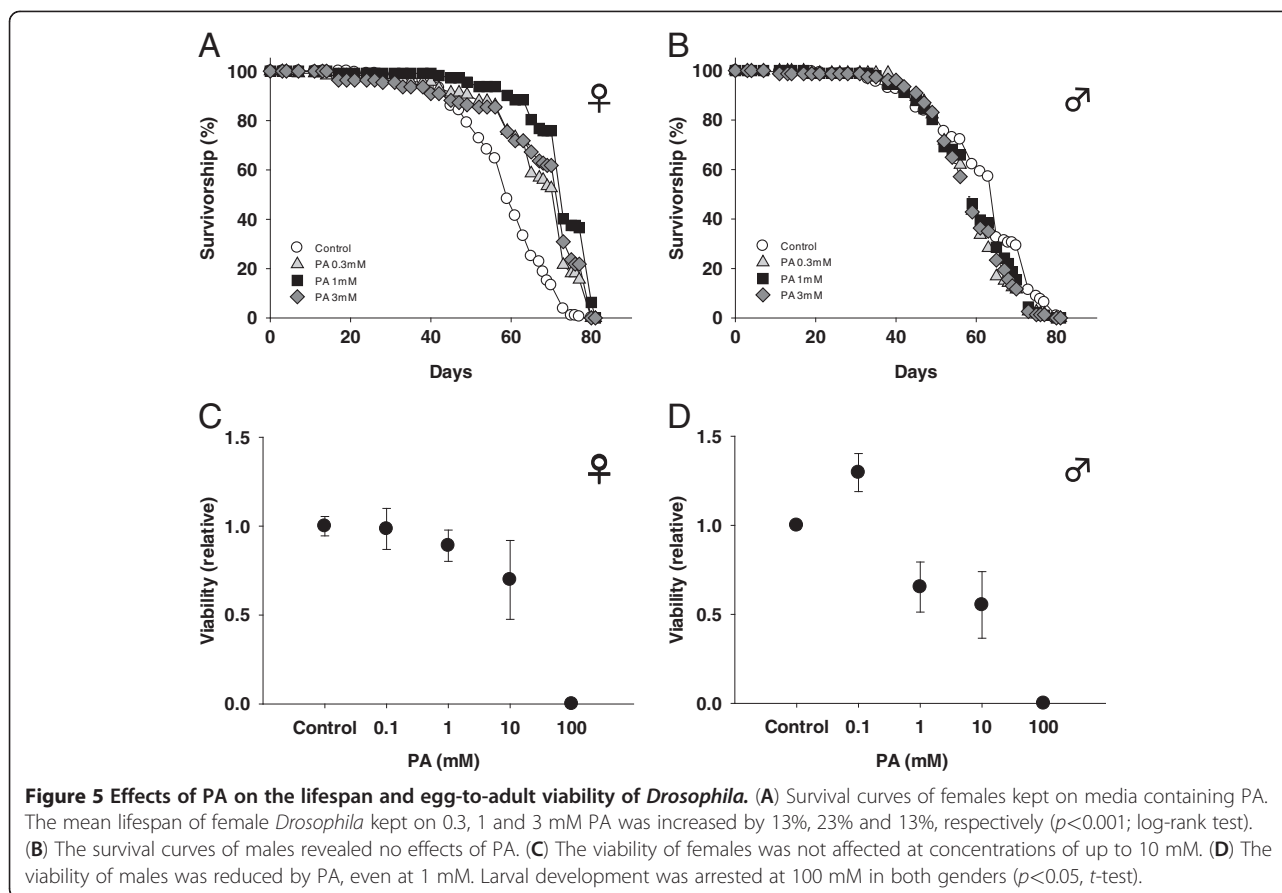 A
♀
100
80
60
40
20
0
Survivorship (%)
Control
PA 0.3mM
PA 1mM
PA 3mM
0 20 40 60 80
Days
B
♂
100
80
60
40
20
0
Survivorship (%)
Control
PA 0.3mM
PA 1mM
PA 3mM
0 20 40 60 80
Days
C
♀
1.5
1.0
0.5
0.0
Viability (relative)
Control 0.1 1 10 100
PA (mM)
D
♂
1.5
1.0
0.5
0.0
Viability (relative)
Control 0.1 1 10 100
PA (mM)
Figure 5 Effects of PA on the lifespan and egg-to-adult viability of Drosophila. (A) Survival curves of females kept on media containing PA.
The mean lifespan of female Drosophila kept on 0.3, 1 and 3 mM PA was increased by 13%, 23% and 13%, respectively (p<0.001; log-rank test).
(B) The survival curves of males revealed no effects of PA. (C) The viability of females was not affected at concentrations of up to 10 mM. (D) The
viability of males was reduced by PA, even at 1 mM. Larval development was arrested at 100 mM in both genders (p<0.05, t-test).